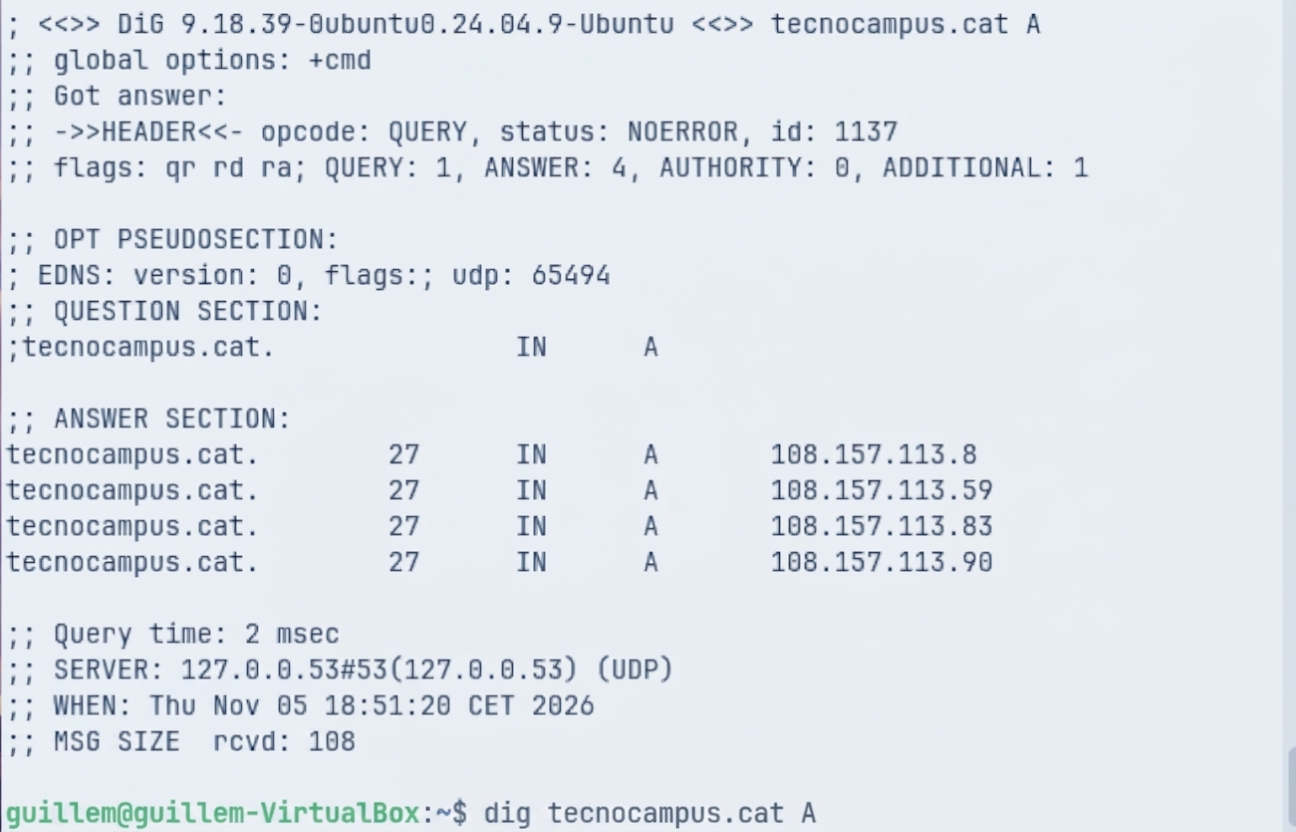 ; <<>> DiG 9.18.39-0ubuntu0.24.04.9-Ubuntu <<>> tecnocampus.cat A
;; global options: +cmd
;; Got answer:
;; ->>HEADER<<- opcode: QUERY, status: NOERROR, id: 1137
;; flags: qr rd ra; QUERY: 1, ANSWER: 4, AUTHORITY: 0, ADDITIONAL: 1

;; OPT PSEUDOSECTION:
; EDNS: version: 0, flags:; udp: 65494
;; QUESTION SECTION:
;tecnocampus.cat.		IN	A

;; ANSWER SECTION:
tecnocampus.cat.	27	IN	A	108.157.113.8
tecnocampus.cat.	27	IN	A	108.157.113.59
tecnocampus.cat.	27	IN	A	108.157.113.83
tecnocampus.cat.	27	IN	A	108.157.113.90

;; Query time: 2 msec
;; SERVER: 127.0.0.53#53(127.0.0.53) (UDP)
;; WHEN: Thu Nov 05 18:51:20 CET 2026
;; MSG SIZE  rcvd: 108

guillem@guillem-VirtualBox:~$ dig tecnocampus.cat A